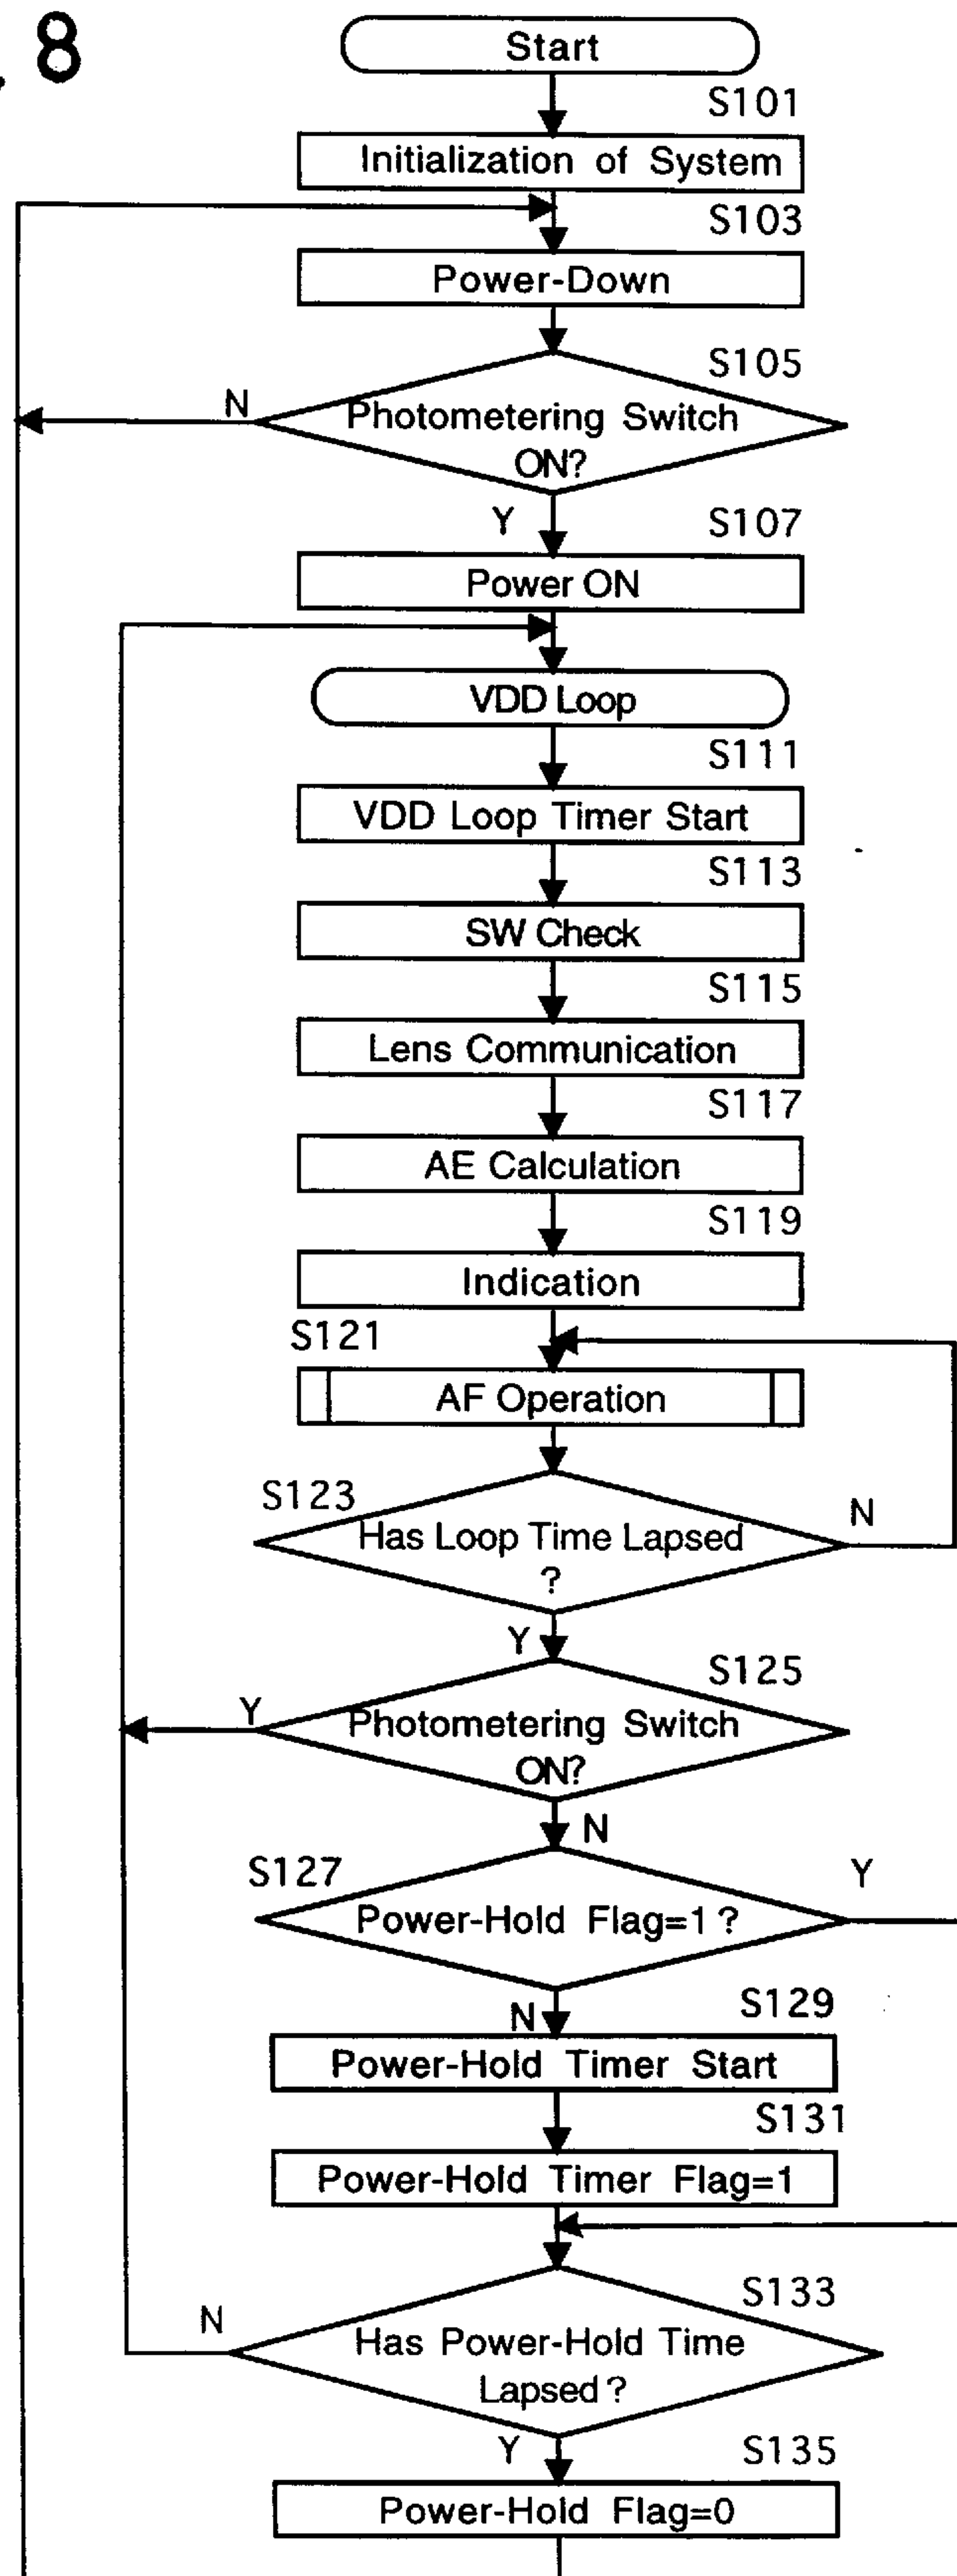 . 8
Start
S101
Initialization of System
S103
Power-Down
S105
N
Photometering Switch
ON?
Y
S107
Power ON
VDD Loop
S111
VDD Loop Timer Start
S113
SW Check
S115
Lens Communication
S117
AE Calculation
S119
Indication
S121
AF Operation
S123
N
Has Loop Time Lapsed
?
Y
S125
Y
Photometering Switch
ON?
N
S127
Y
Power-Hold Flag=1?
N
S129
Power-Hold Timer Start
S131
Power-Hold Timer Flag=1
S133
N
Has Power-Hold Time
Lapsed?
Y
S135
Power-Hold Flag=0